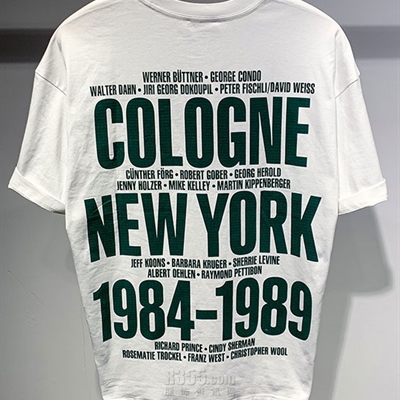 WERNER BÜTTNER • GEORGE CONDO
WALTER DAHN • JIRI GEORG DOKOUPIL • PETER FISCHLI/DAVID WEISS
COLOGNE
GÜNTHER FÖRG • ROBERT GOBER • GEORG HEROLD
JENNY HOLZER • MIKE KELLEY • MARTIN KIPPENBERGER
NEW YORK
JEFF KOONS • BARBARA KRUGER • SHERRIE LEVINE
ALBERT OEHLEN • RAYMOND PETTIBON
1984–1989
RICHARD PRINCE • CINDY SHERMAN
ROSEMATIE TROCKEL • FRANZ WEST • CHRISTOPHER WOOL